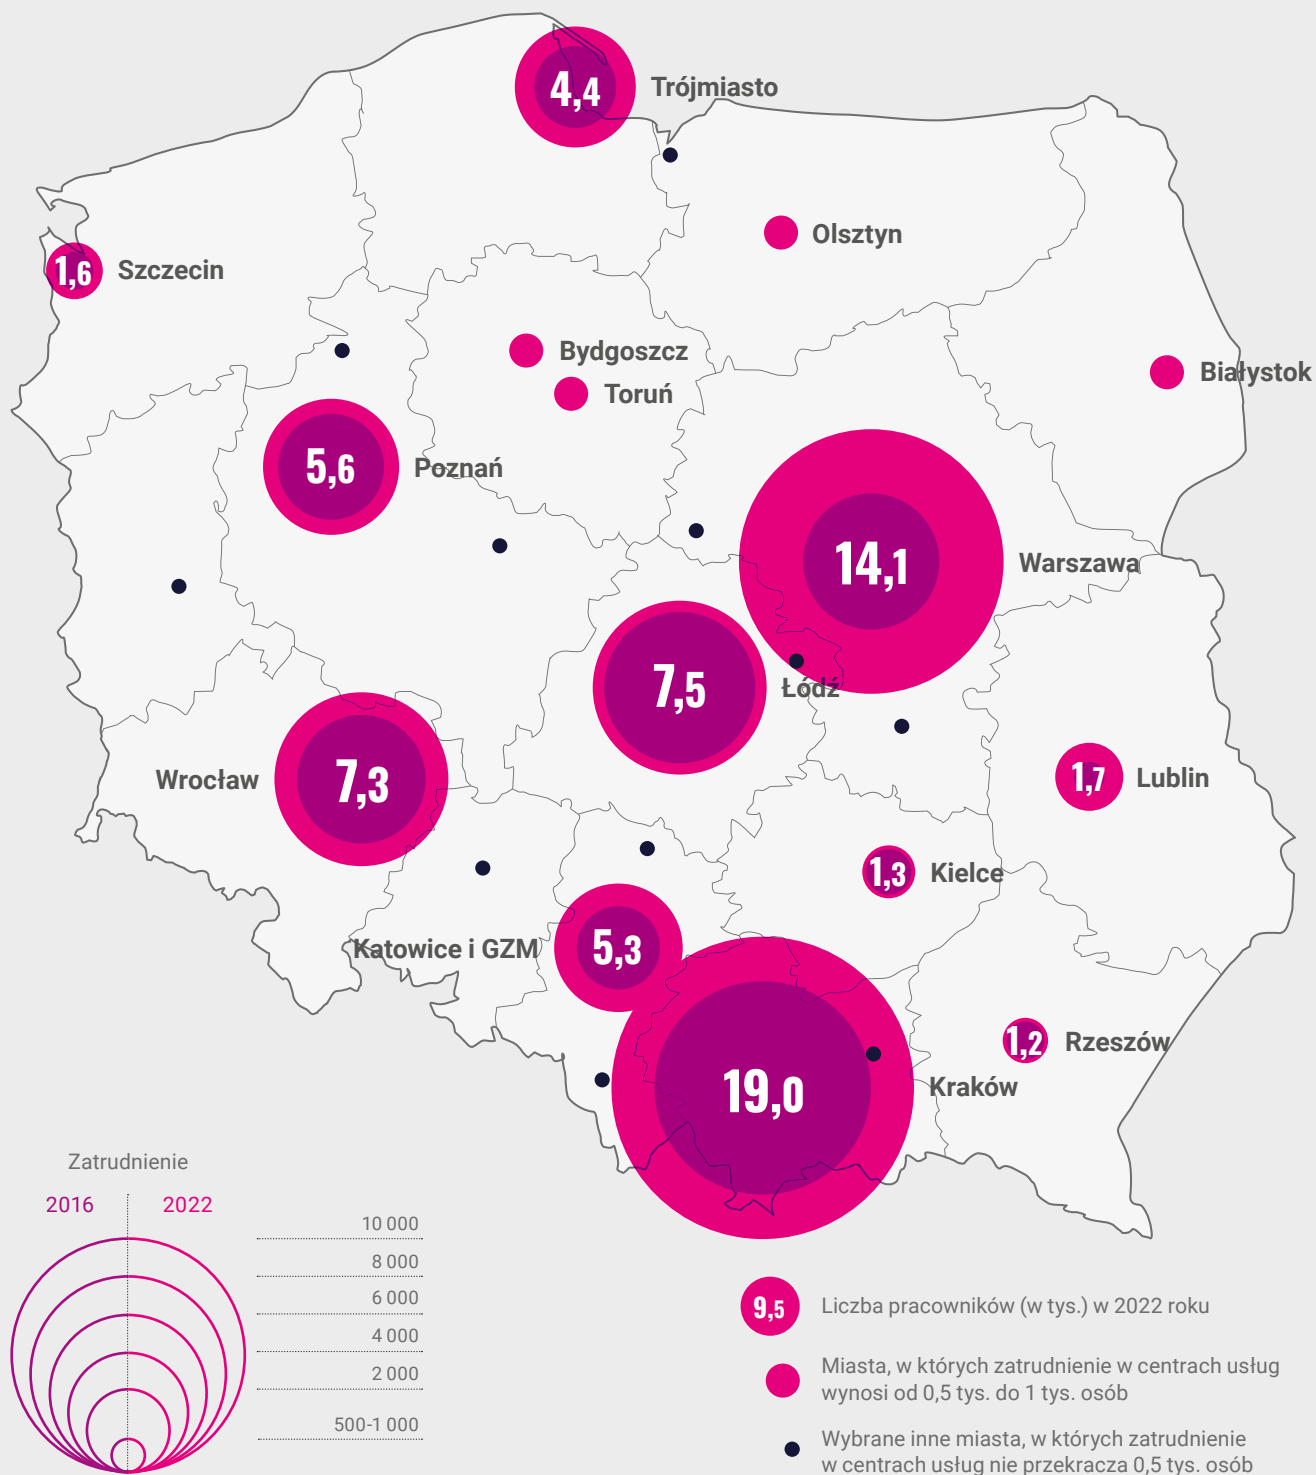 4,4
Trójmiasto
Olsztyn
1,6
Szczecin
Bydgoszcz
Toruń
Białystok
5,6
Poznań
14,1
Warszawa
7,5
Łódź
Wrocław
7,3
1,7
Lublin
1,3
Kielce
Katowice i GZM
5,3
1,2
Rzeszów
19,0
Kraków
Zatrudnienie
2016
2022
10 000
8 000
6 000
4 000
2 000
500-1 000
9,5
Liczba pracowników (w tys.) w 2022 roku
Miasta, w których zatrudnienie w centrach usług
wynosi od 0,5 tys. do 1 tys. osób
Wybrane inne miasta, w których zatrudnienie
w centrach usług nie przekracza 0,5 tys. osób